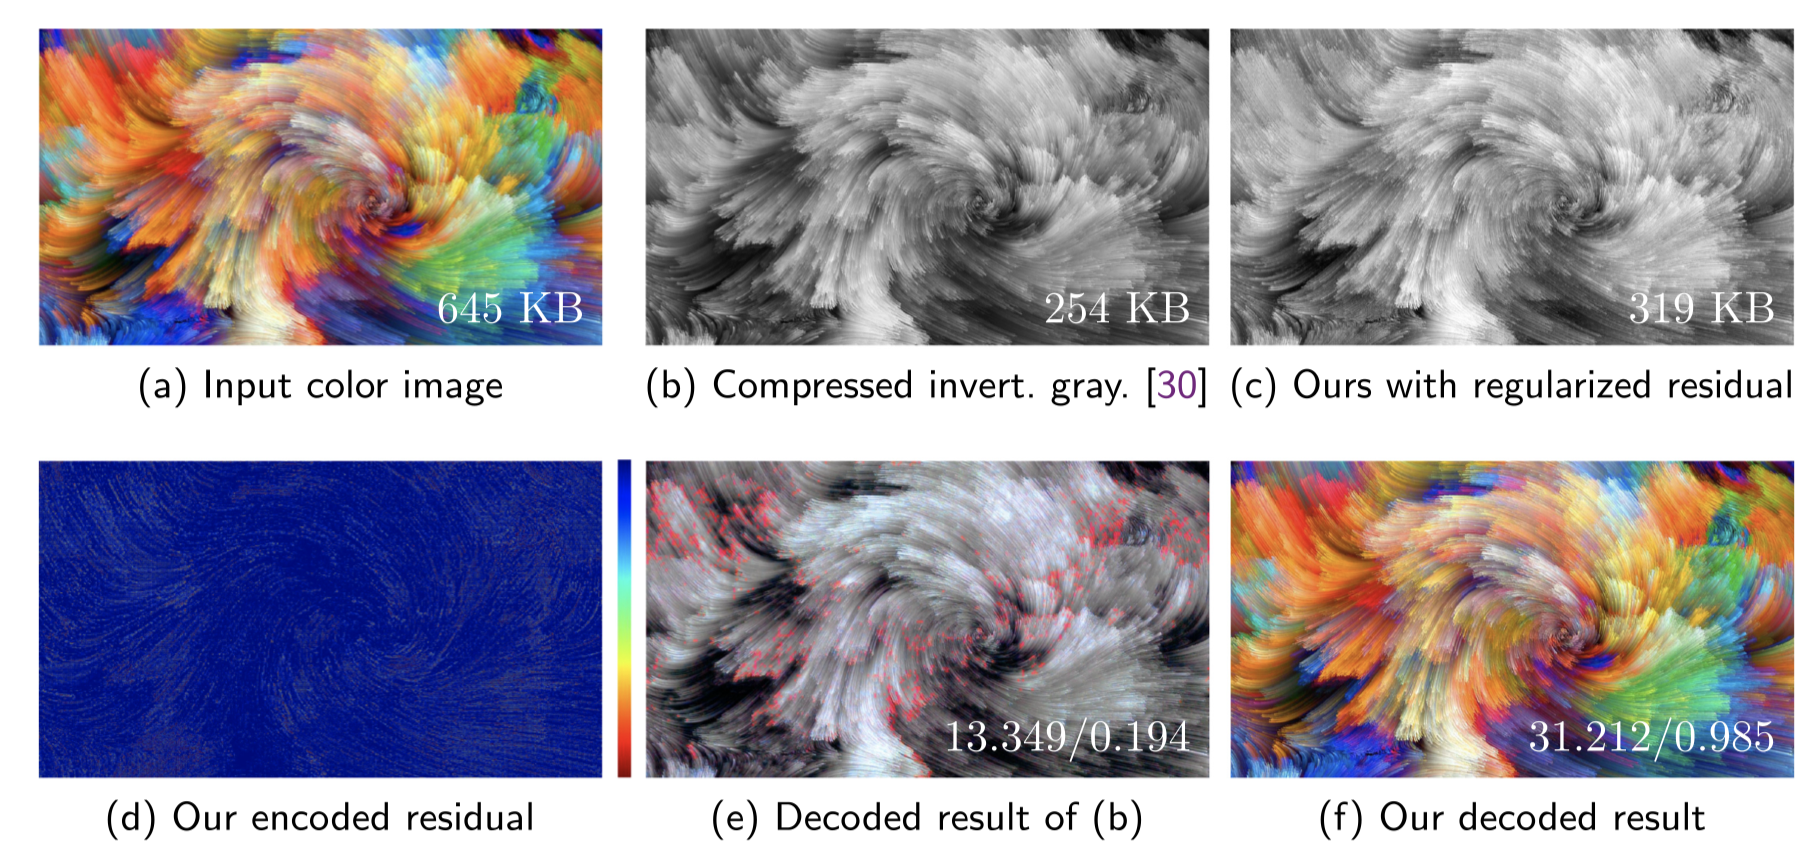 645 KB
254 KB
319 KB
(a) Input color image
(b) Compressed invert. gray. [30]
(c) Ours with regularized residual
13.349/0.194
31.212/0.985
(d) Our encoded residual
(e) Decoded result of (b)
(f) Our decoded result